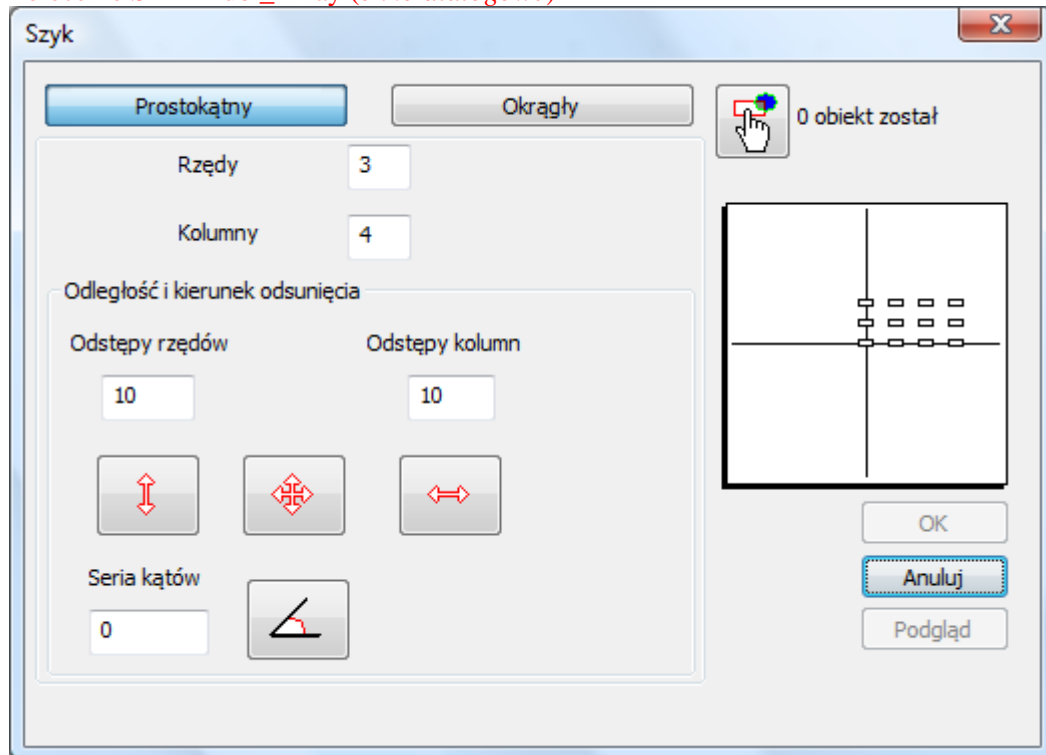 Szyk
Prostokątny
Okrągły
0 obiekt został
Rzędy
3
Kolumny
4
Odległość i kierunek odsunięcia
Odstępy rzędów
Odstępy kolumn
10
10
Seria kątów
0
OK
Anuluj
Podgląd